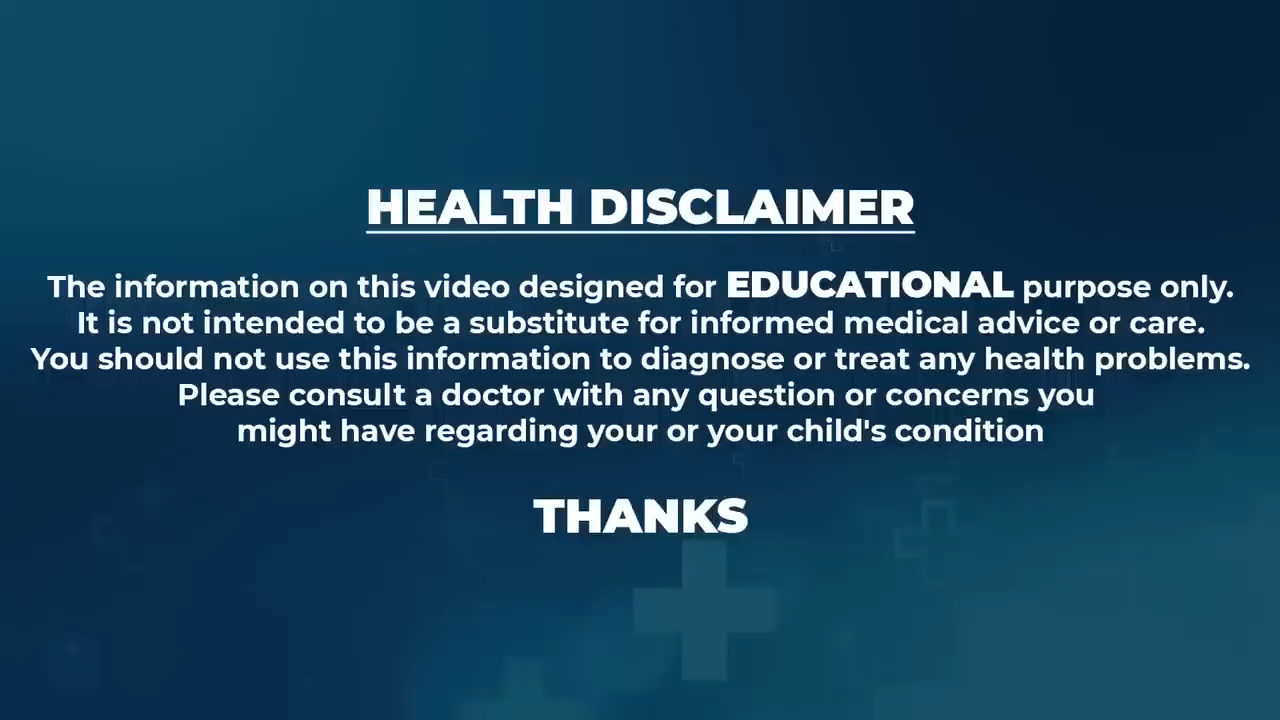 HEALTH DISCLAIMER
The information on this video designed for EDUCATIONAL purpose only.
It is not intended to be a substitute for informed medical advice or care.
You should not use this information to diagnose or treat any health problems.
Please consult a doctor with any question or concerns you
might have regarding your or your child's condition
THANKS